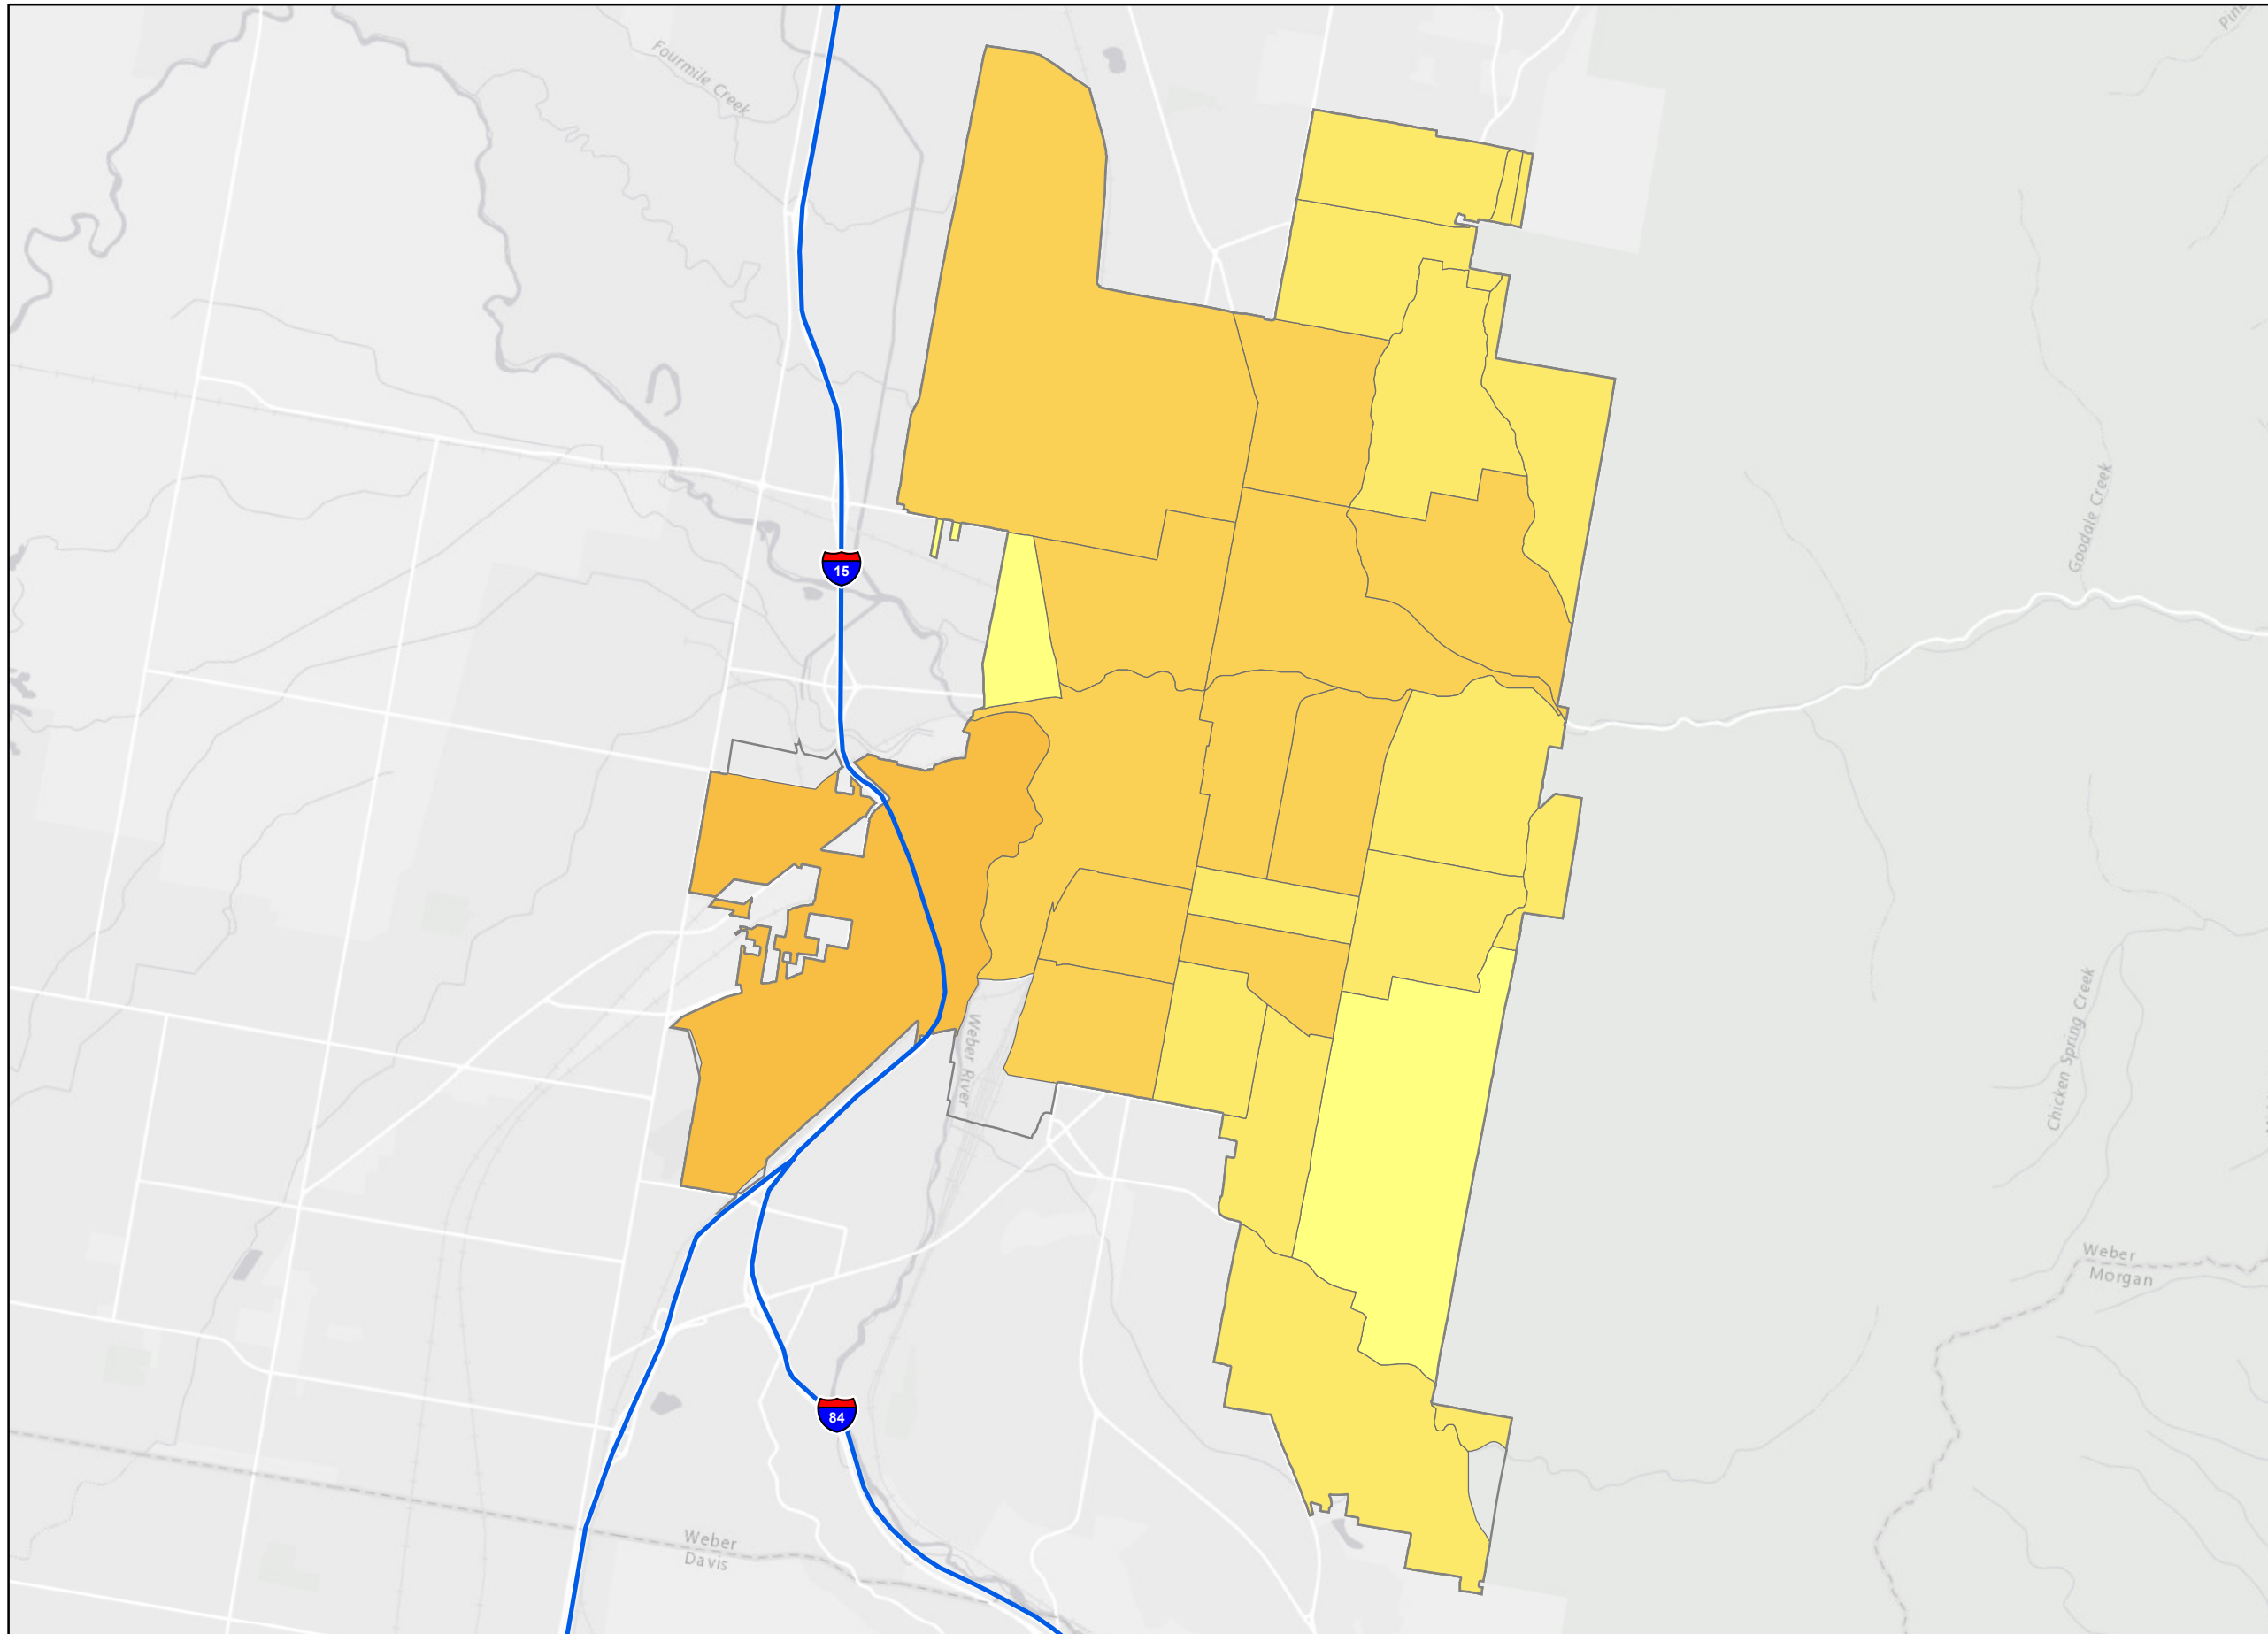 Fourmile Creek
Goodale Creek
15
Weber River
Chicken Spring Creek
Weber
Morgan
84
Weber
Davis